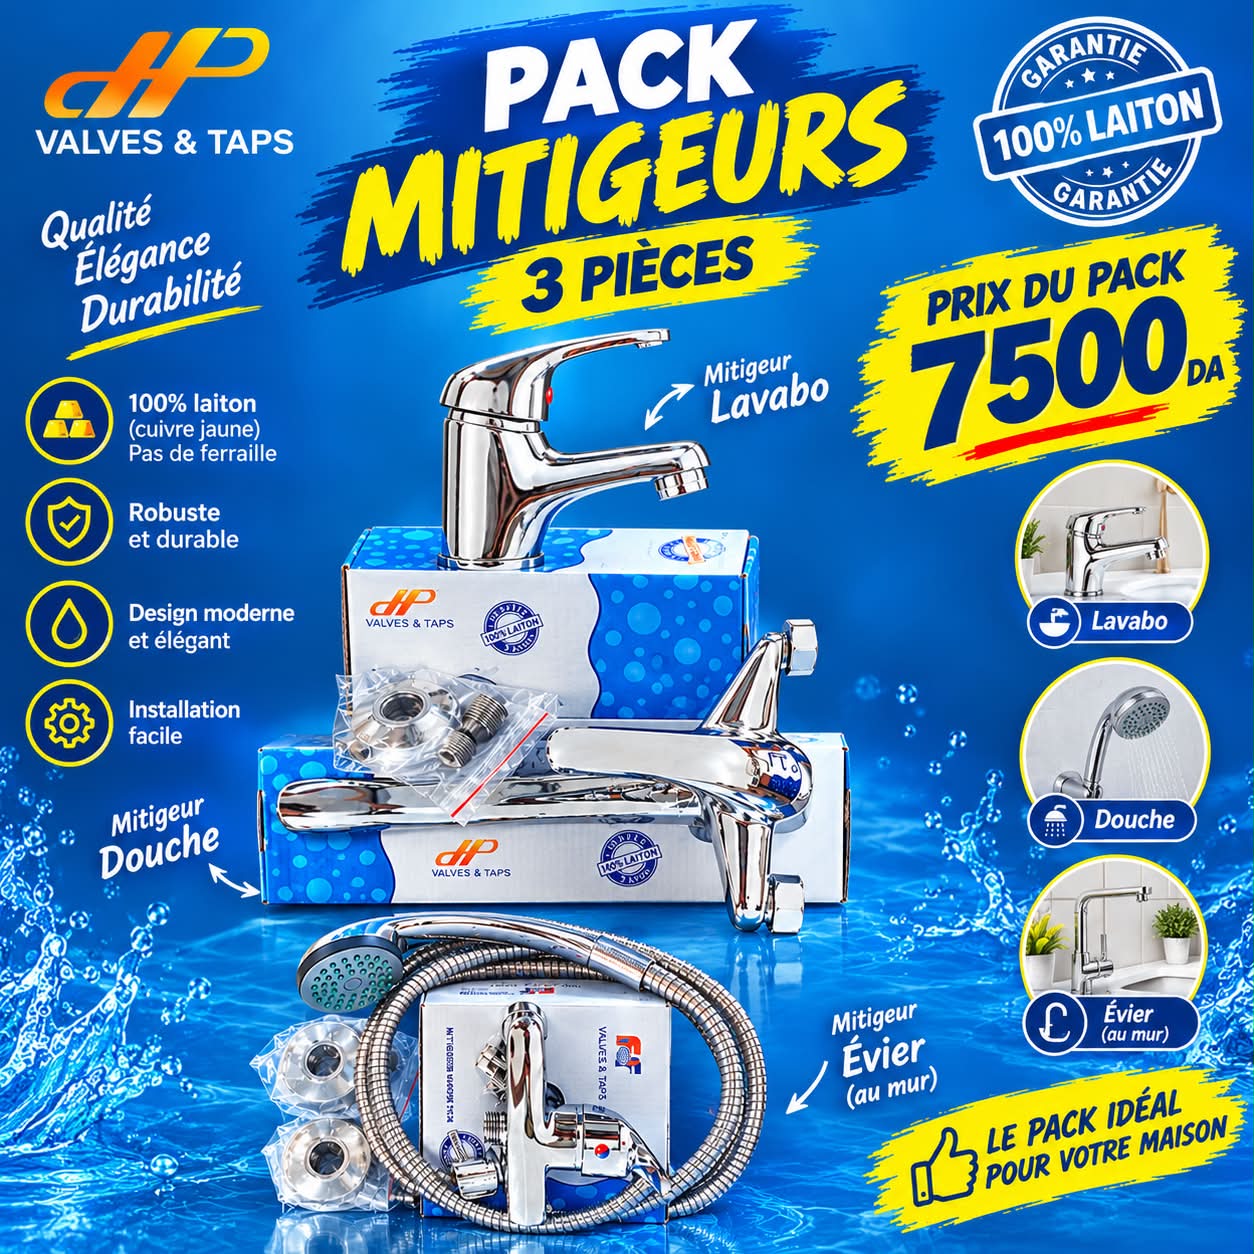 HP
VALVES & TAPS
PACK
MITIGEURS
3 PIÈCES
GARANTIE
100% LAITON
GARANTIE
Qualité
Élégance
Durabilité
PRIX DU PACK
7500 DA
100% laiton
(cuivre jaune)
Pas de ferraille
Robuste
et durable
Design moderne
et élégant
Installation
facile
Mitigeur
Lavabo
Lavabo
Douche
Évier
(au mur)
HP
VALVES & TAPS
100% LAITON
Mitigeur
Douche
HP
VALVES & TAPS
100% LAITON
VALVES & TAPS
Mitigeur
Évier
(au mur)
LE PACK IDÉAL
POUR VOTRE MAISON